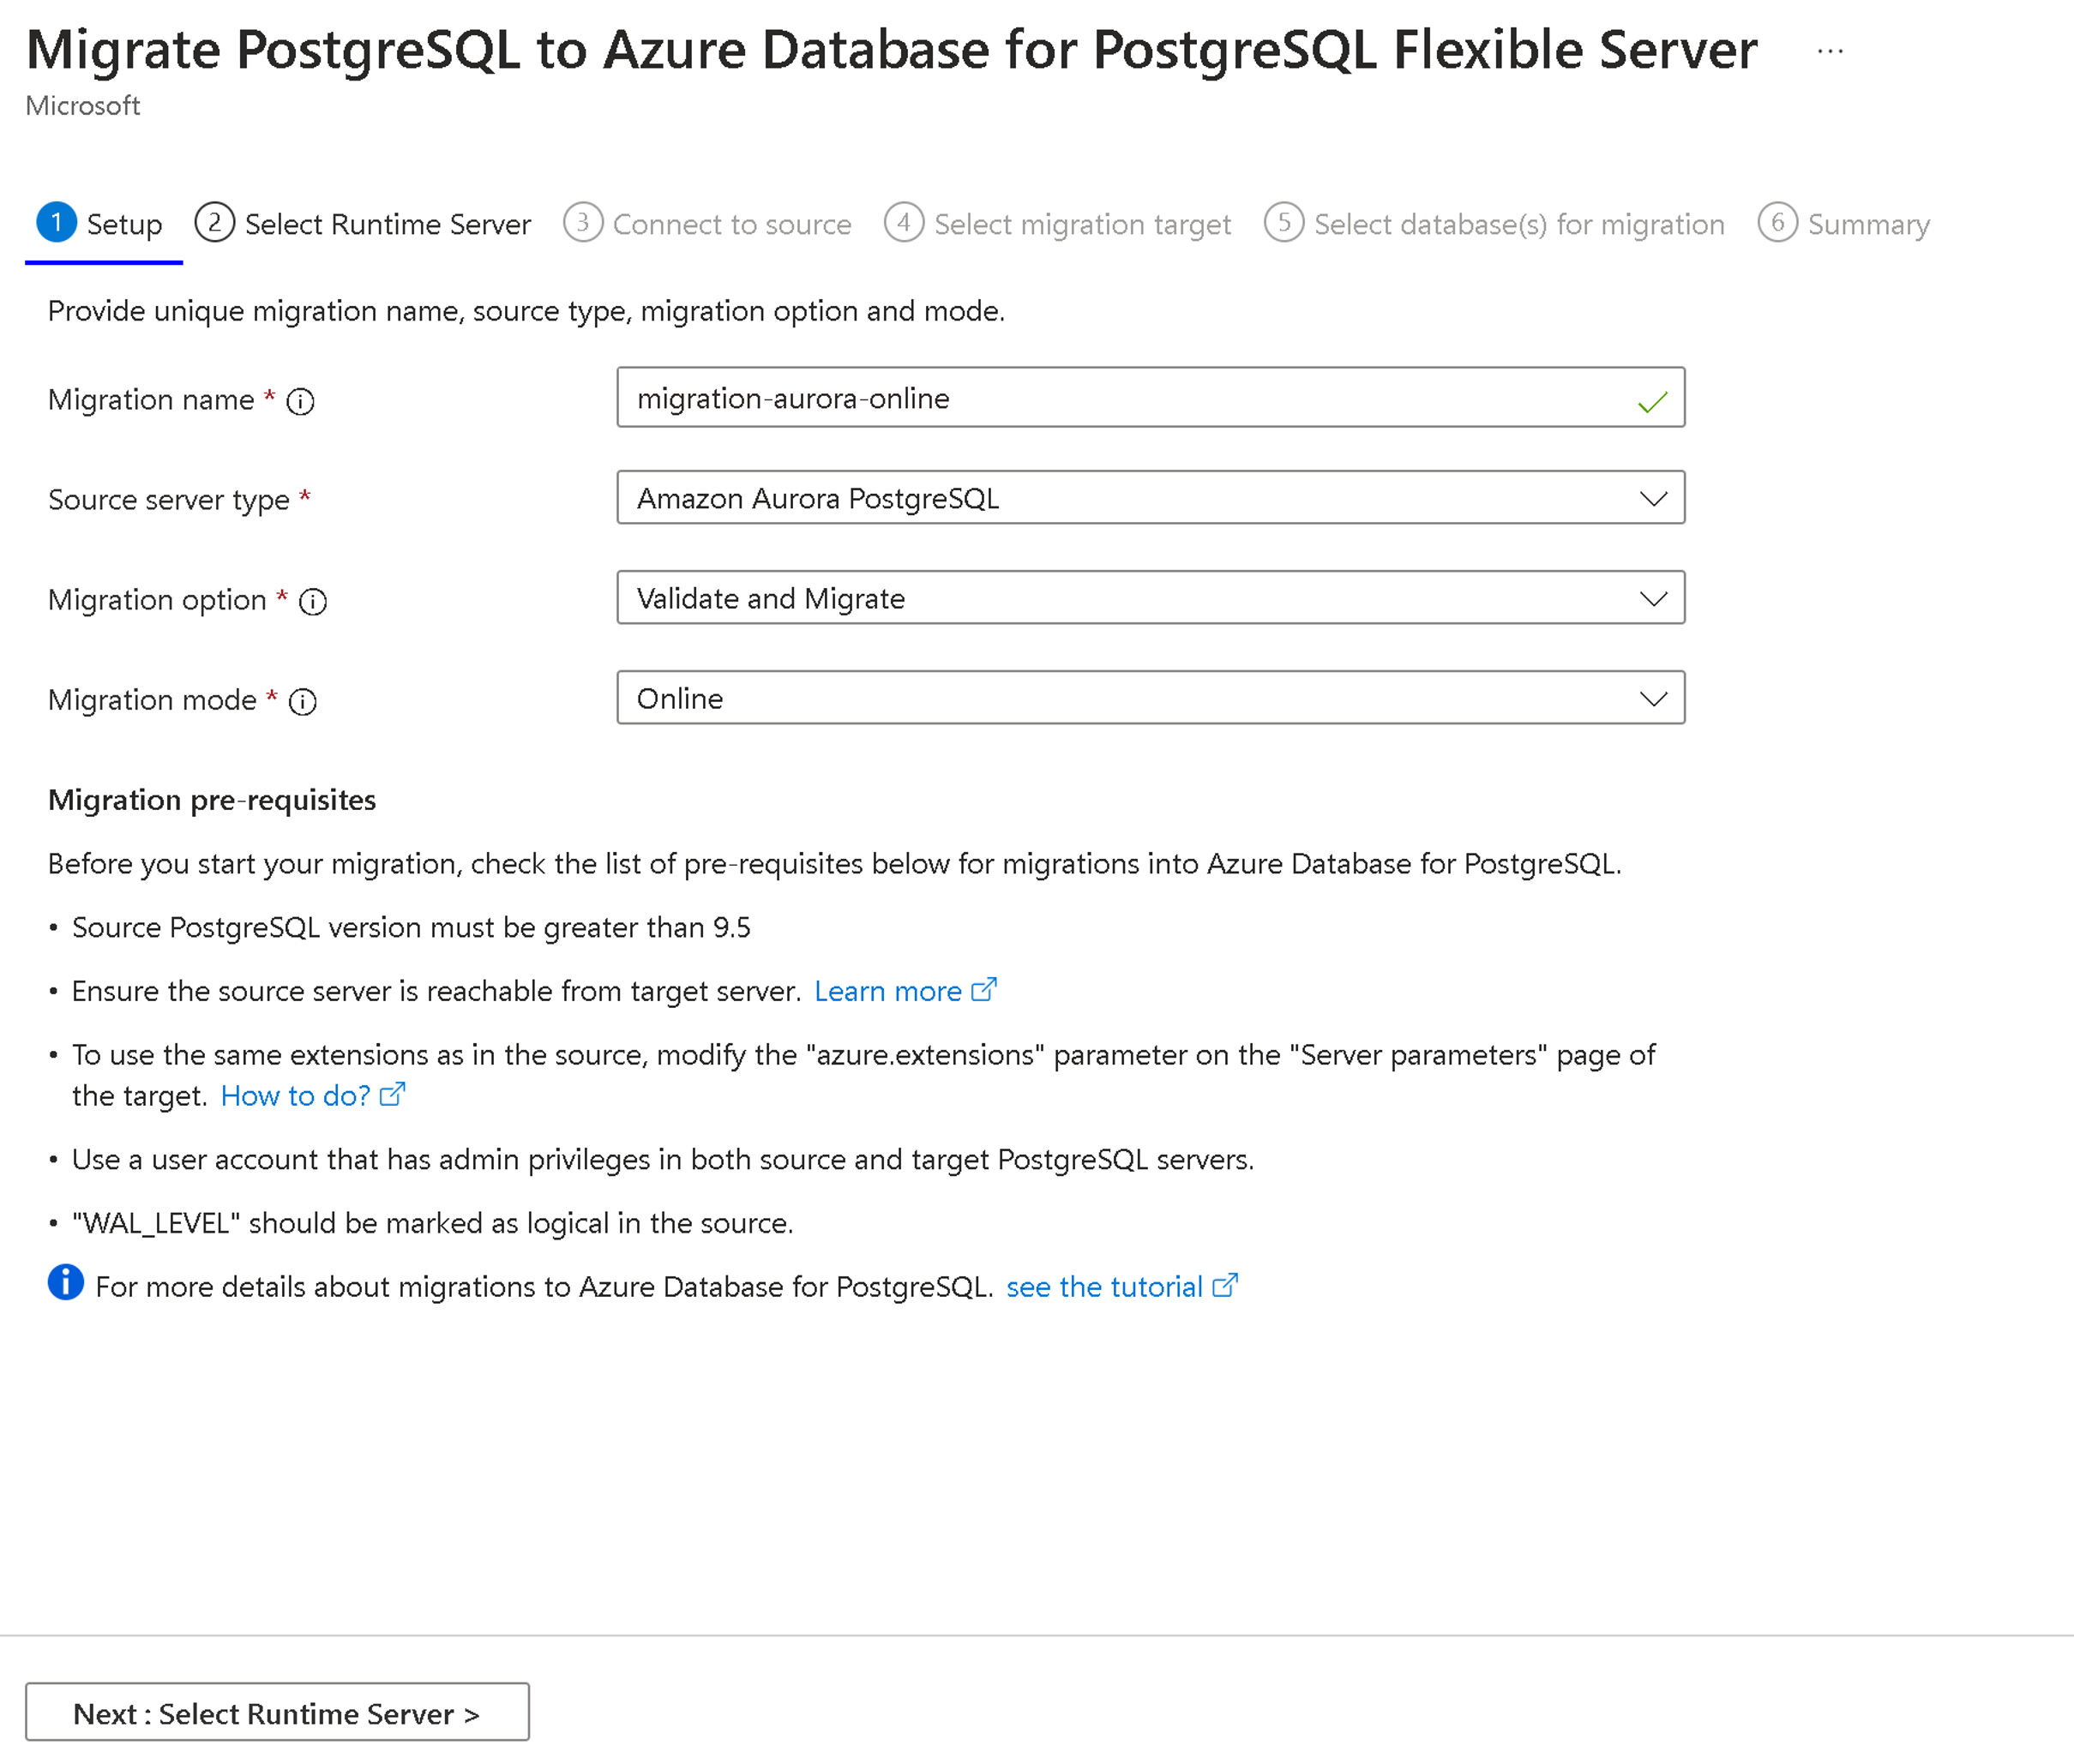 Migrate PostgreSQL to Azure Database for PostgreSQL Flexible Server ...
Microsoft
1 Setup 2 Select Runtime Server 3 Connect to source 4 Select migration target 5 Select database(s) for migration 6 Summary
Provide unique migration name, source type, migration option and mode.
Migration name * migration-aurora-online
Source server type * Amazon Aurora PostgreSQL
Migration option * Validate and Migrate
Migration mode * Online
Migration pre-requisites
Before you start your migration, check the list of pre-requisites below for migrations into Azure Database for PostgreSQL.
• Source PostgreSQL version must be greater than 9.5
• Ensure the source server is reachable from target server. Learn more
• To use the same extensions as in the source, modify the "azure.extensions" parameter on the "Server parameters" page of
the target. How to do?
• Use a user account that has admin privileges in both source and target PostgreSQL servers.
• "WAL_LEVEL" should be marked as logical in the source.
For more details about migrations to Azure Database for PostgreSQL. see the tutorial
Next : Select Runtime Server >